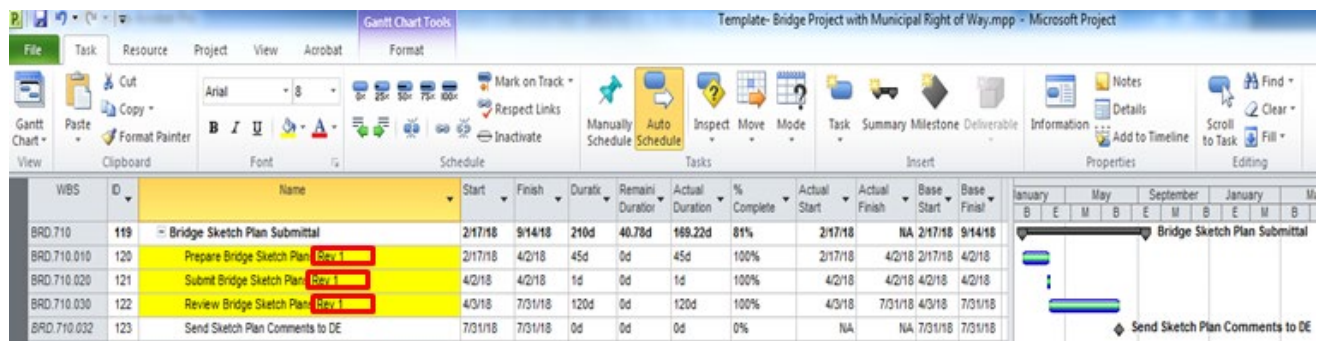 Gantt Chart Tools
Template- Bridge Project with Municipal Right of Way.mpp - Microsoft Project
File Task Resource Project View Acrobat Format
Gantt Chart
View
Paste
Cut
Copy
Format Painter
Clipboard
Arial 8
B I U A
Font
0x 25x 50x 75x 100x
Mark on Track
Respect Links
Inactivate
Schedule
Manually Schedule
Auto Schedule
Inspect
Move
Mode
Tasks
Task
Summary
Milestone
Deliverable
Insert
Information
Notes
Details
Add to Timeline
Properties
Scroll to Task
Find
Clear
Fill
Editing
WBS ID Name Start Finish Duratic Remaini Duration Actual Duration % Complete Actual Start Actual Finish Base Start Base Finish
January May September January
B E M B E M B E M B
BRD.710 119 Bridge Sketch Plan Submittal 2/17/18 9/14/18 210d 40.78d 169.22d 81% 2/17/18 NA 2/17/18 9/14/18 Bridge Sketch Plan Submittal
BRD.710.010 120 Prepare Bridge Sketch Plans Rev 1 2/17/18 4/2/18 45d 0d 45d 100% 2/17/18 4/2/18 2/17/18 4/2/18
BRD.710.020 121 Submit Bridge Sketch Plans Rev 1 4/2/18 4/2/18 1d 0d 1d 100% 4/2/18 4/2/18 4/2/18 4/2/18
BRD.710.030 122 Review Bridge Sketch Plans Rev 1 4/3/18 7/31/18 120d 0d 120d 100% 4/3/18 7/31/18 4/3/18 7/31/18
BRD.710.032 123 Send Sketch Plan Comments to DE 7/31/18 7/31/18 0d 0d 0d 0% NA NA 7/31/18 7/31/18 Send Sketch Plan Comments to DE